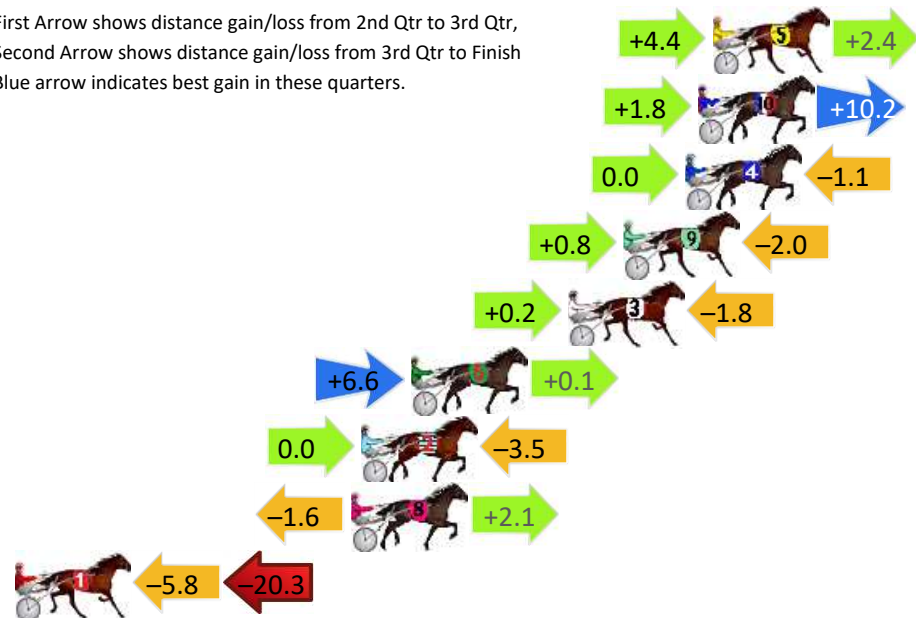 First Arrow shows distance gain/loss from 2nd Qtr to 3rd Qtr,
Second Arrow shows distance gain/loss from 3rd Qtr to Finish
Blue arrow indicates best gain in these quarters.
+4.4 5 +2.4
+1.8 10 +10.2
0.0 4 –1.1
+0.8 9 –2.0
+0.2 3 –1.8
+6.6 +0.1
0.0 –3.5
–1.6 8 +2.1
1 –5.8 –20.3